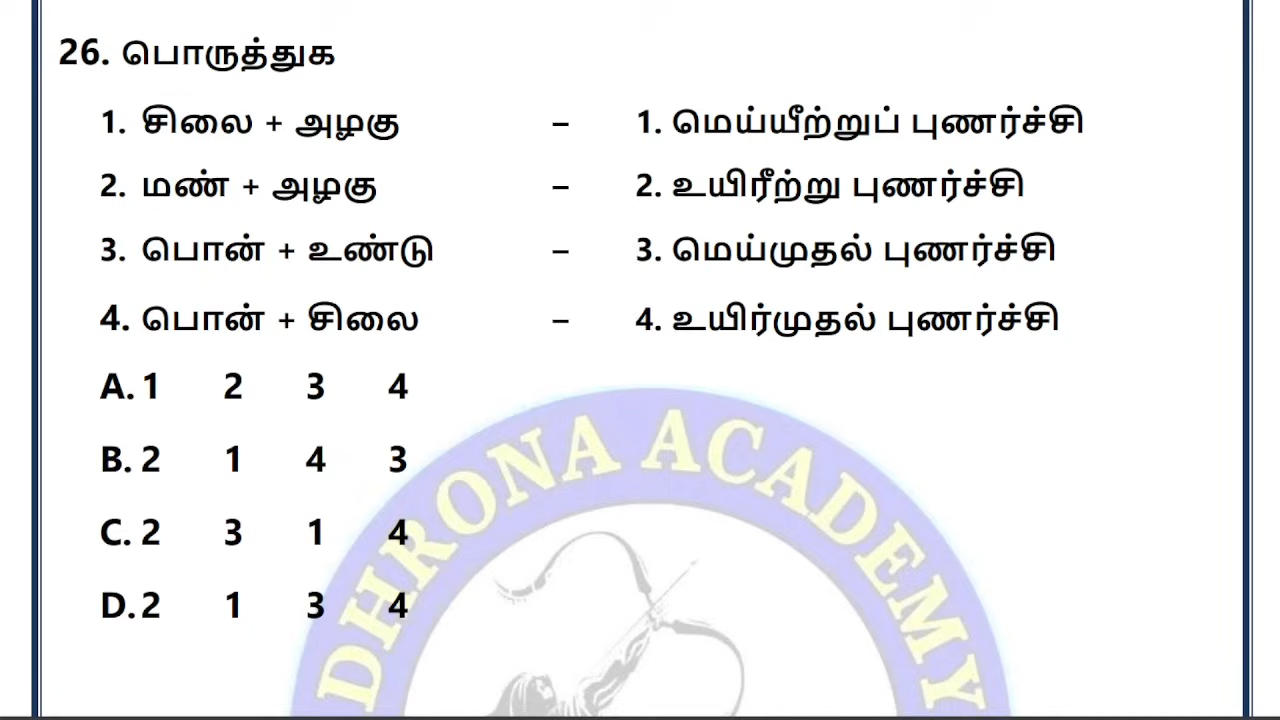 26. பொருத்துக
1. சிலை + அழகு – 1. மெய்யீற்றுப் புணர்ச்சி
2. மண் + அழகு – 2. உயிரீற்று புணர்ச்சி
3. பொன் + உண்டு – 3. மெய்முதல் புணர்ச்சி
4. பொன் + சிலை – 4. உயிர்முதல் புணர்ச்சி
A. 1 2 3 4
B. 2 1 4 3
C. 2 3 1 4
D. 2 1 3 4
DHRONA ACADEMY